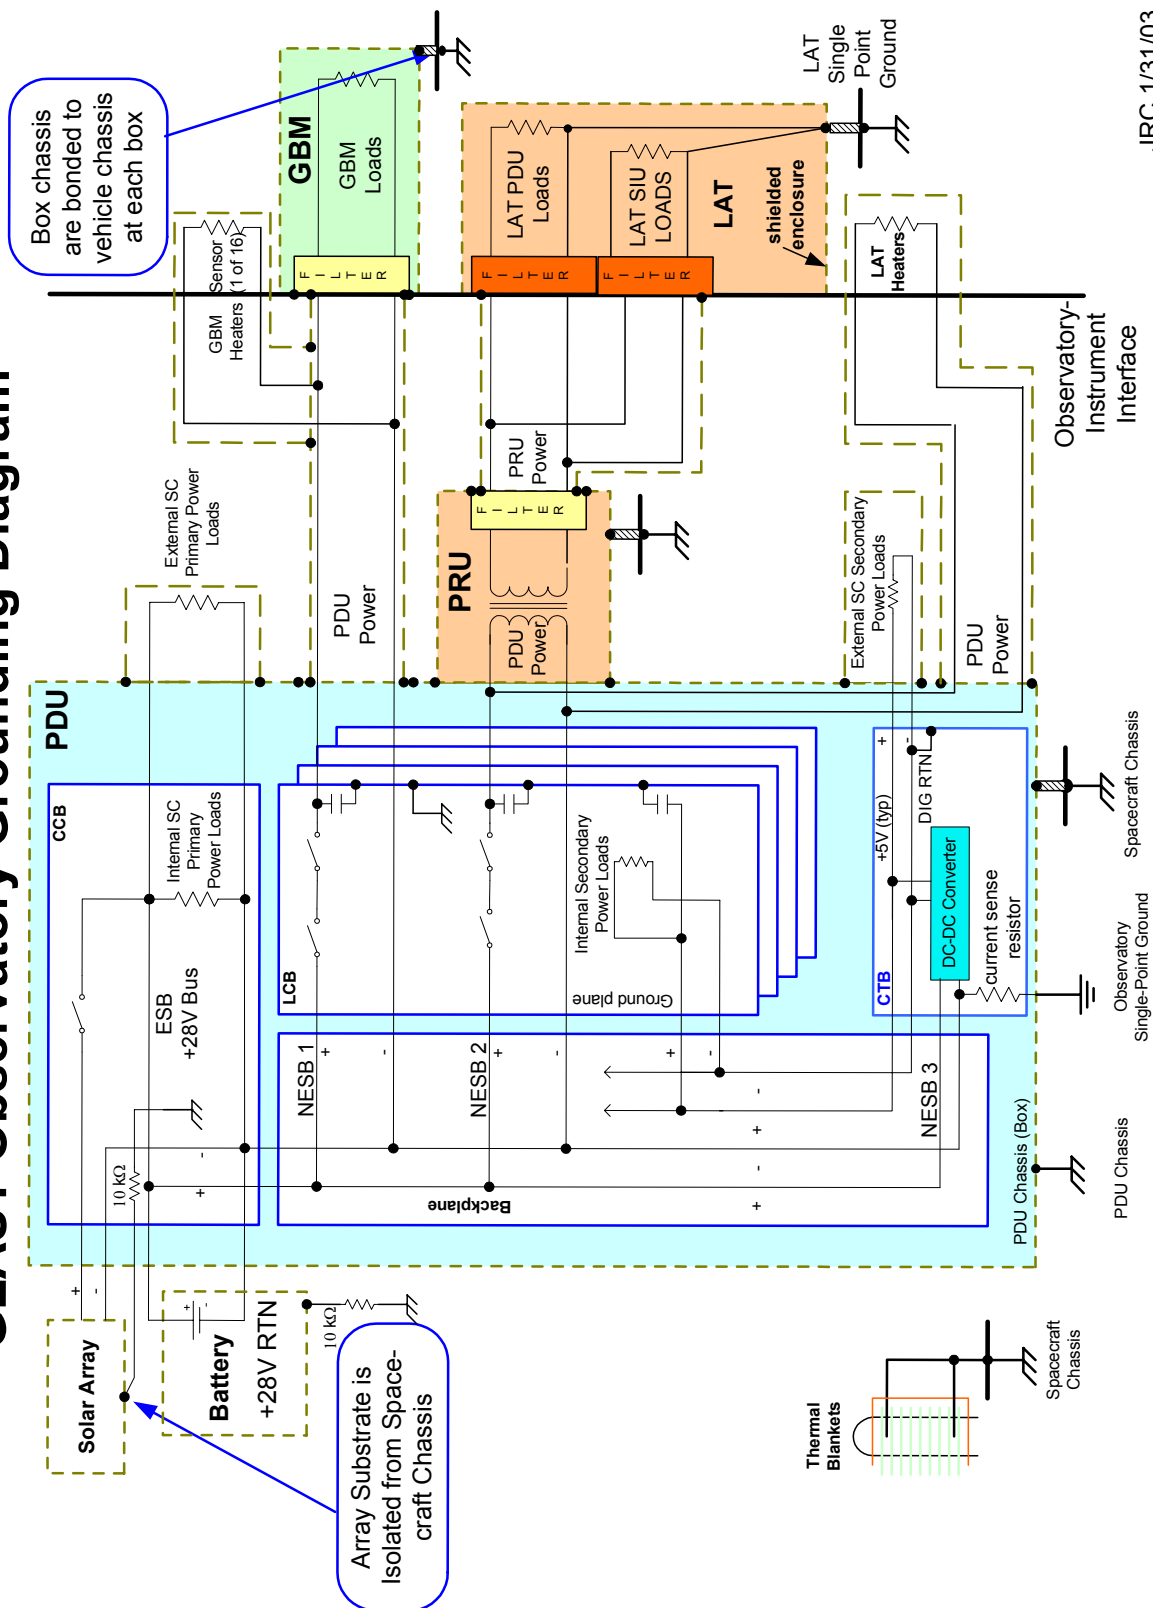 GLAST Observatory Grounding Diagram
Box chassis
are bonded to
vehicle chassis
at each box
GBM
GBM
Loads
FILTER
GBM Sensor
Heaters (1 of 16)
LAT PDU
Loads
LAT SIU
LOADS
LAT
shielded
enclosure
FILTER
FILTER
LAT
Single
Point
Ground
LAT
Heaters
Observatory-
Instrument
Interface
JRC 1/31/03
External SC
Primary Power
Loads
PDU
Power
PRU
Power
FILTER
PRU
PDU
Power
External SC Secondary
Power Loads
PDU
Power
PDU
CCB
Internal SC
Primary
Power Loads
ESB
+28V Bus
10 kΩ
+
-
+
-
LCB
Internal Secondary
Power Loads
Ground plane
+
-
+5V (typ)
DIG RTN
DC-DC Converter
current sense
resistor
CTB
NESB 1
+
-
NESB 2
+
-
+
-
NESB 3
+
-
+
-
Backplane
PDU Chassis (Box)
Spacecraft Chassis
Observatory
Single-Point Ground
PDU Chassis
Solar Array
Battery
+
-
+28V RTN
10 kΩ
Array Substrate is
Isolated from Space-
craft Chassis
Thermal
Blankets
Spacecraft
Chassis